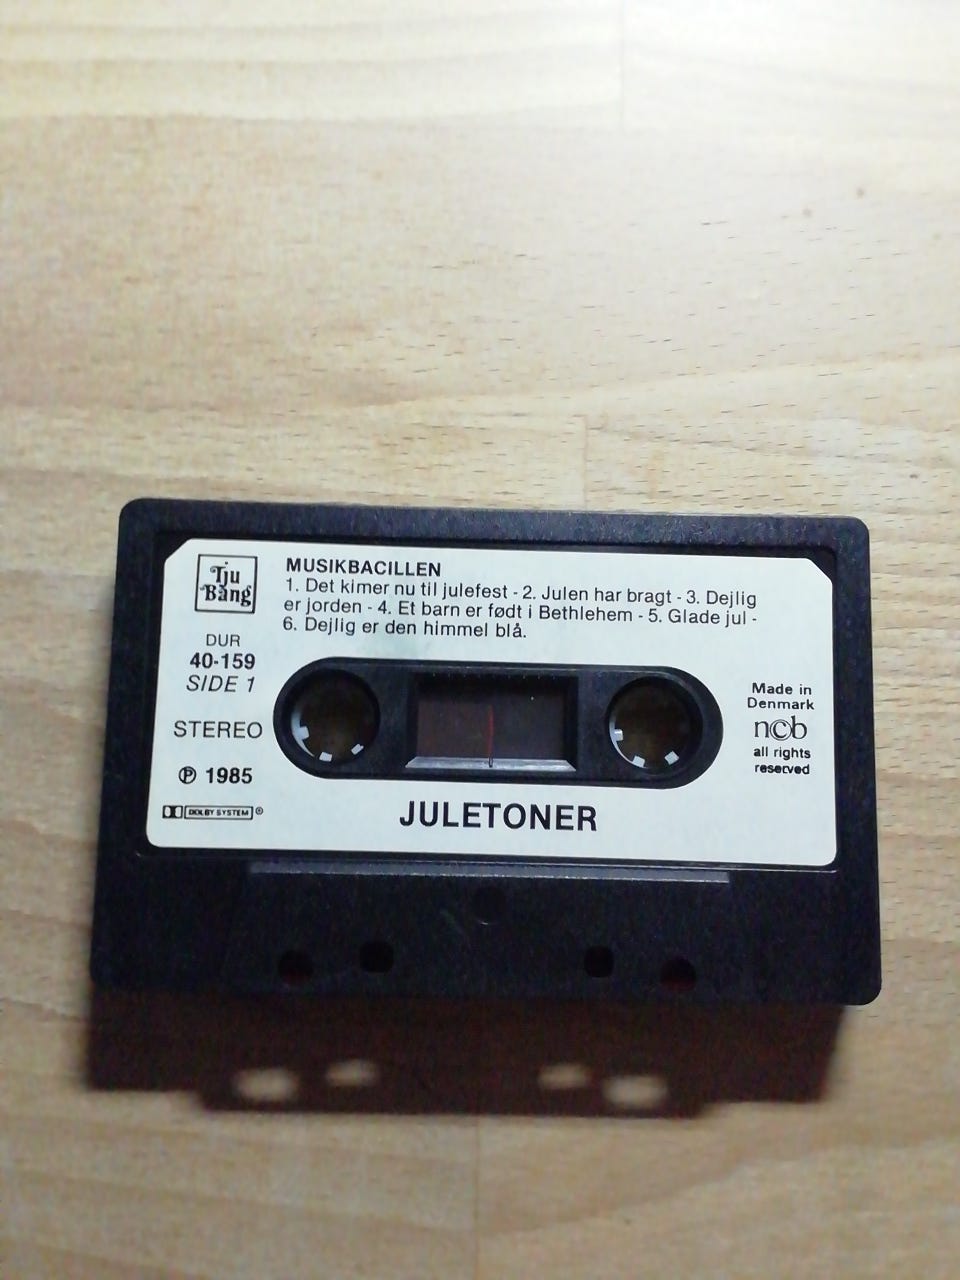 Tju
Bang
MUSIKBACILLEN
1. Det kimer nu til julefest - 2. Julen har bragt - 3. Dejlig
er jorden - 4. Et barn er født i Bethlehem - 5. Glade jul -
6. Dejlig er den himmel blå.
DUR
40-159
SIDE 1
STEREO
℗ 1985
DOLBY SYSTEM®
Made in
Denmark
ncb
all rights
reserved
JULETONER